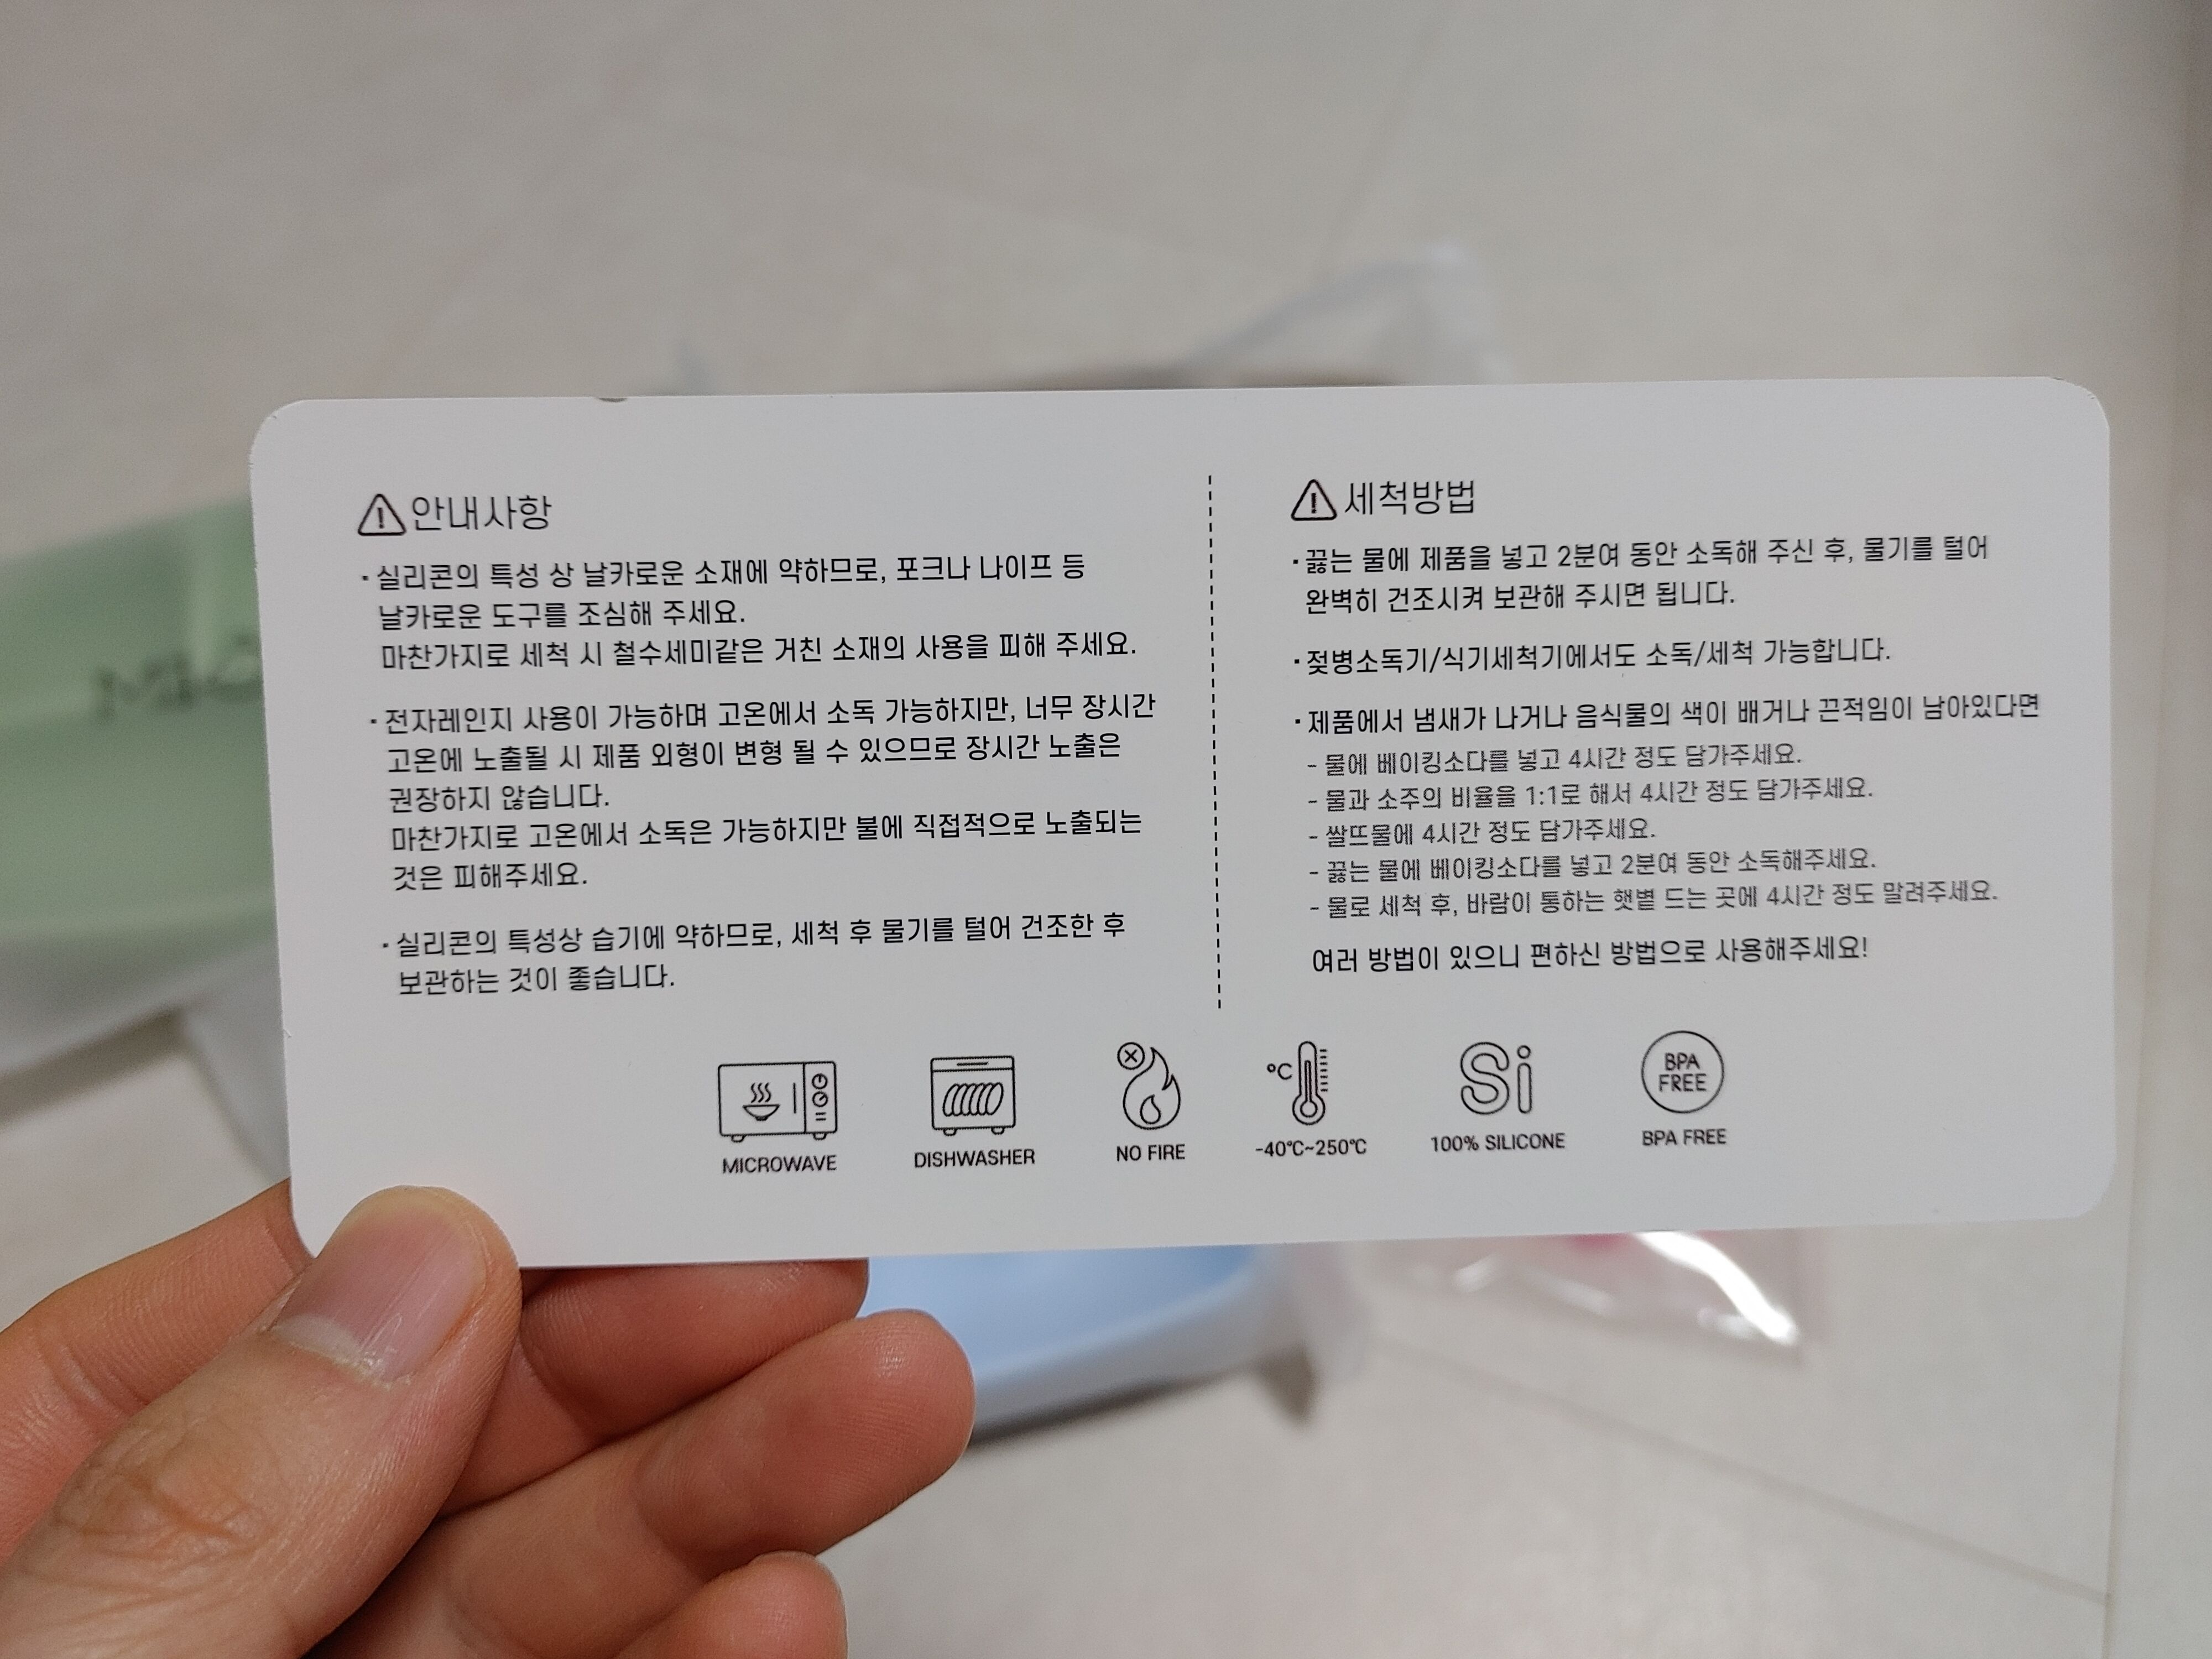 안내사항
· 실리콘의 특성 상 날카로운 소재에 약하므로, 포크나 나이프 등
날카로운 도구를 조심해 주세요.
마찬가지로 세척 시 철수세미같은 거친 소재의 사용을 피해 주세요.
· 전자레인지 사용이 가능하며 고온에서 소독 가능하지만, 너무 장시간
고온에 노출될 시 제품 외형이 변형 될 수 있으므로 장시간 노출은
권장하지 않습니다.
마찬가지로 고온에서 소독은 가능하지만 불에 직접적으로 노출되는
것은 피해주세요.
· 실리콘의 특성상 습기에 약하므로, 세척 후 물기를 털어 건조한 후
보관하는 것이 좋습니다.
세척방법
· 끓는 물에 제품을 넣고 2분여 동안 소독해 주신 후, 물기를 털어
완벽히 건조시켜 보관해 주시면 됩니다.
· 젖병소독기/식기세척기에서도 소독/세척 가능합니다.
· 제품에서 냄새가 나거나 음식물의 색이 배거나 끈적임이 남아있다면
- 물에 베이킹소다를 넣고 4시간 정도 담가주세요.
- 물과 소주의 비율을 1:1로 해서 4시간 정도 담가주세요.
- 쌀뜨물에 4시간 정도 담가주세요.
- 끓는 물에 베이킹소다를 넣고 2분여 동안 소독해주세요.
- 물로 세척 후, 바람이 통하는 햇볕 드는 곳에 4시간 정도 말려주세요.
여러 방법이 있으니 편하신 방법으로 사용해주세요!
℃
Si
BPA
FREE
MICROWAVE
DISHWASHER
NO FIRE
-40℃~250℃
100% SILICONE
BPA FREE